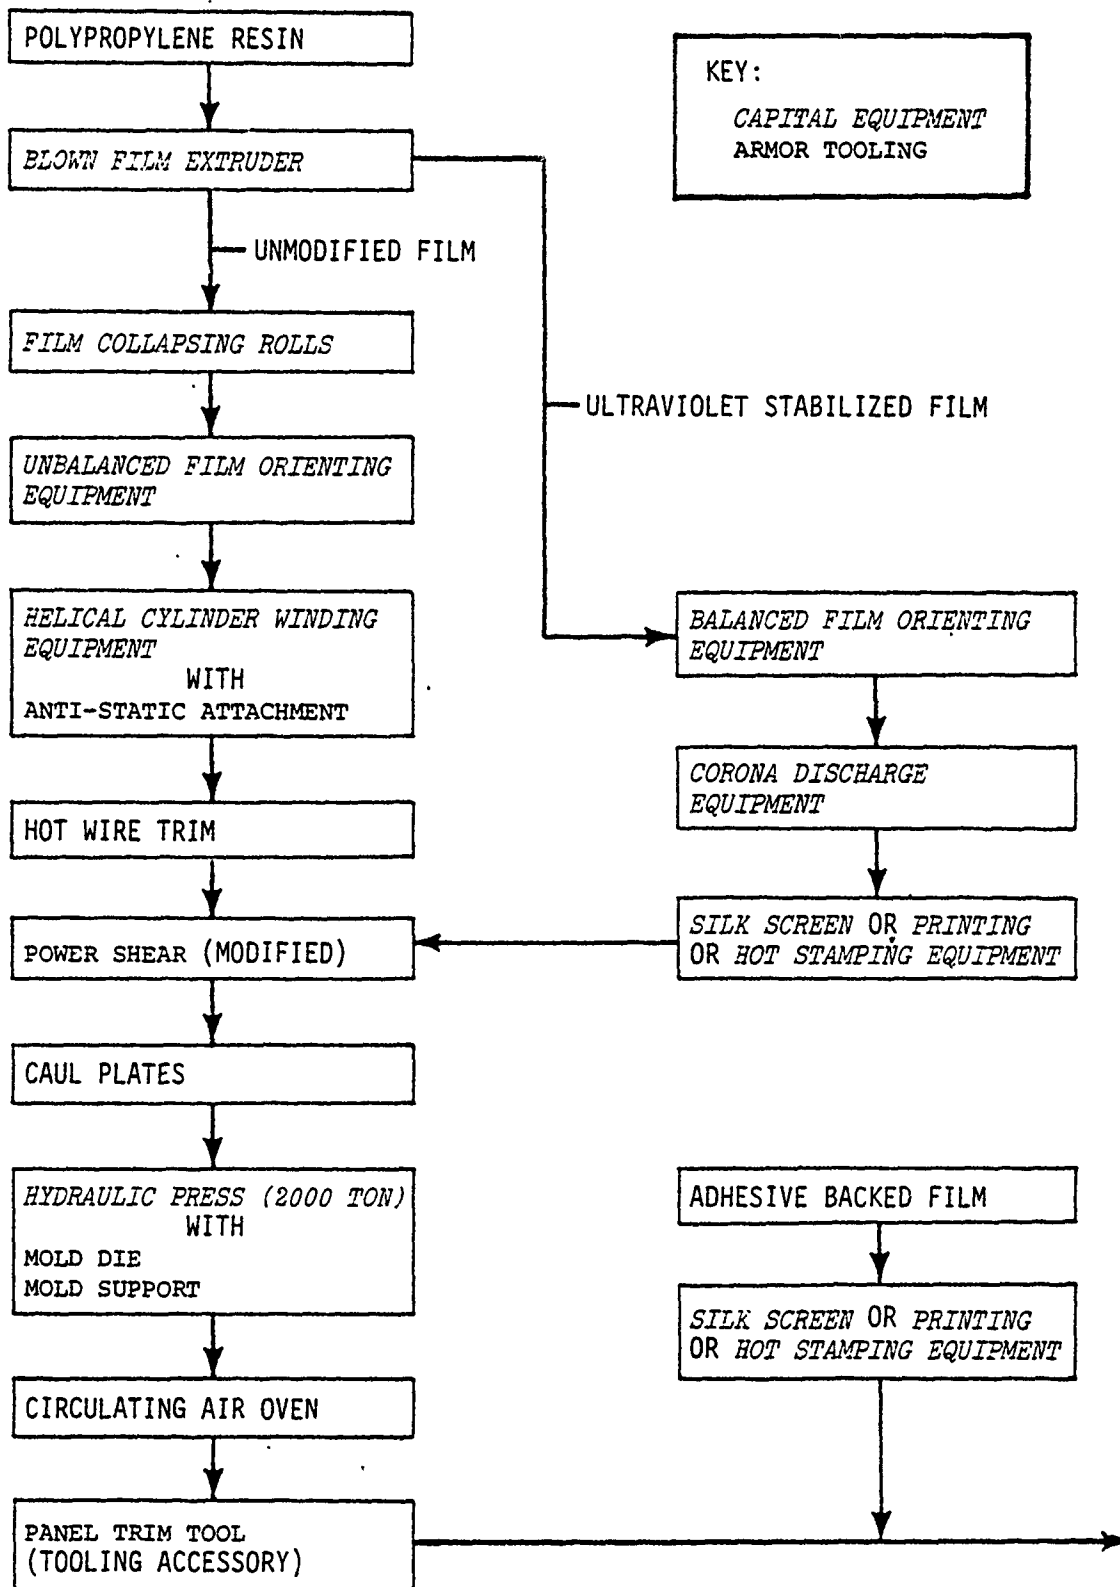 POLYPROPYLENE RESIN
KEY:
CAPITAL EQUIPMENT
ARMOR TOOLING
BLOWN FILM EXTRUDER
UNMODIFIED FILM
FILM COLLAPSING ROLLS
ULTRAVIOLET STABILIZED FILM
UNBALANCED FILM ORIENTING
EQUIPMENT
HELICAL CYLINDER WINDING
EQUIPMENT
WITH
ANTI-STATIC ATTACHMENT
BALANCED FILM ORIENTING
EQUIPMENT
CORONA DISCHARGE
EQUIPMENT
HOT WIRE TRIM
SILK SCREEN OR PRINTING
OR HOT STAMPING EQUIPMENT
POWER SHEAR (MODIFIED)
CAUL PLATES
HYDRAULIC PRESS (2000 TON)
WITH
MOLD DIE
MOLD SUPPORT
ADHESIVE BACKED FILM
SILK SCREEN OR PRINTING
OR HOT STAMPING EQUIPMENT
CIRCULATING AIR OVEN
PANEL TRIM TOOL
(TOOLING ACCESSORY)